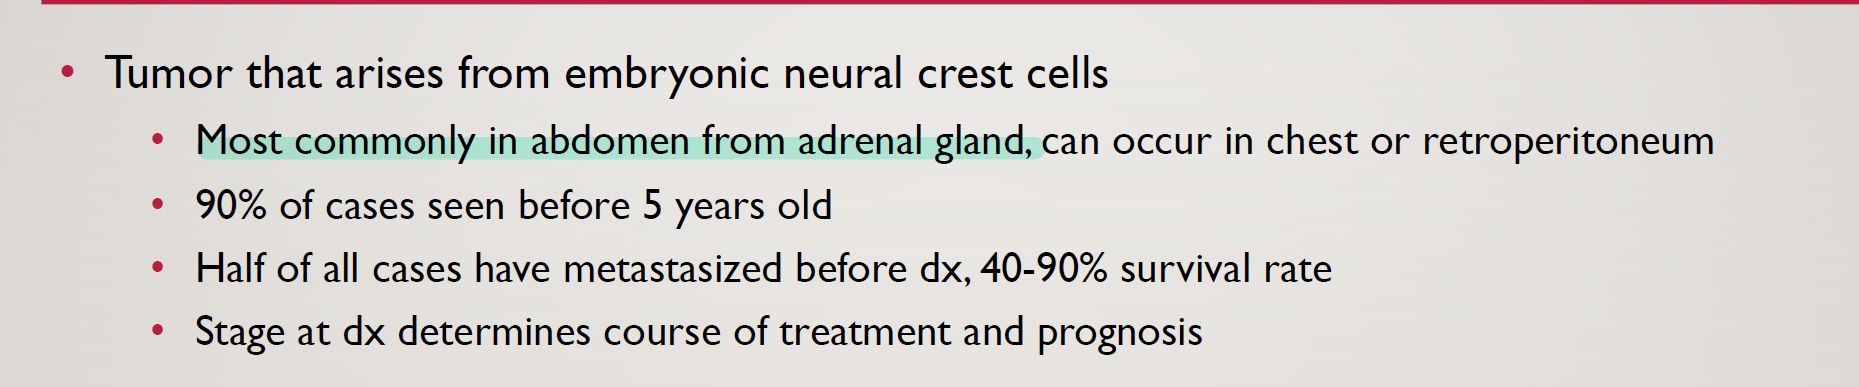 • Tumor that arises from embryonic neural crest cells
• Most commonly in abdomen from adrenal gland, can occur in chest or retroperitoneum
• 90% of cases seen before 5 years old
• Half of all cases have metastasized before dx, 40-90% survival rate
• Stage at dx determines course of treatment and prognosis